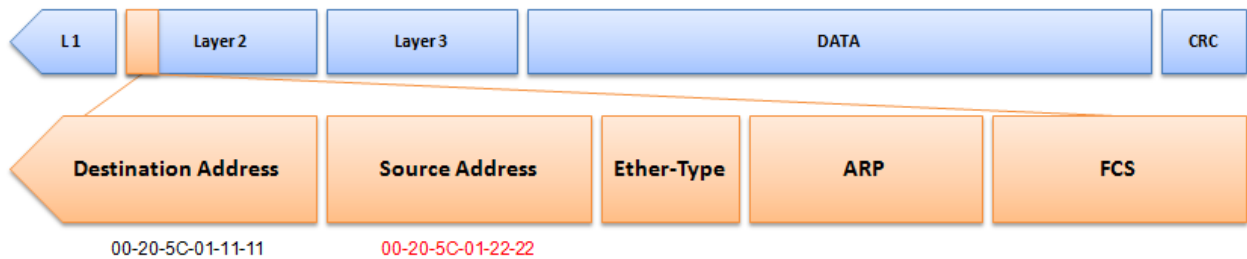 L 1 Layer 2 Layer 3 DATA CRC
Destination Address Source Address Ether-Type ARP FCS
00-20-5C-01-11-11 00-20-5C-01-22-22